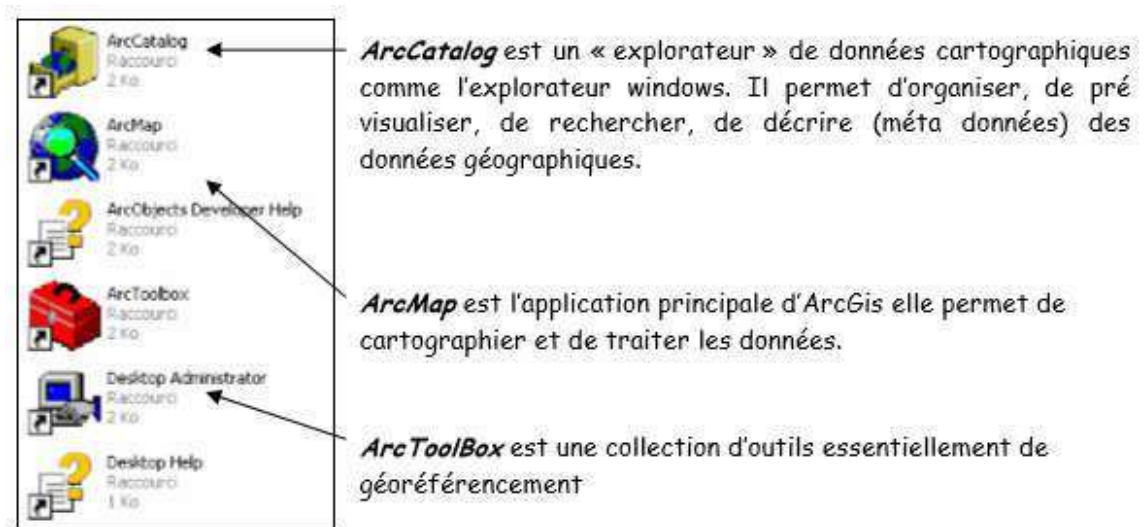 ArcCatalog
Raccourci
2 Ko
ArcMap
Raccourci
2 Ko
ArcObjects Developer Help
Raccourci
2 Ko
ArcToolbox
Raccourci
2 Ko
Desktop Administrator
Raccourci
2 Ko
Desktop Help
Raccourci
1 Ko
ArcCatalog est un « explorateur » de données cartographiques
comme l'explorateur windows. Il permet d'organiser, de pré
visualiser, de rechercher, de décrire (méta données) des
données géographiques.
ArcMap est l'application principale d'ArcGis elle permet de
cartographier et de traiter les données.
ArcToolBox est une collection d'outils essentiellement de
géoréférencement